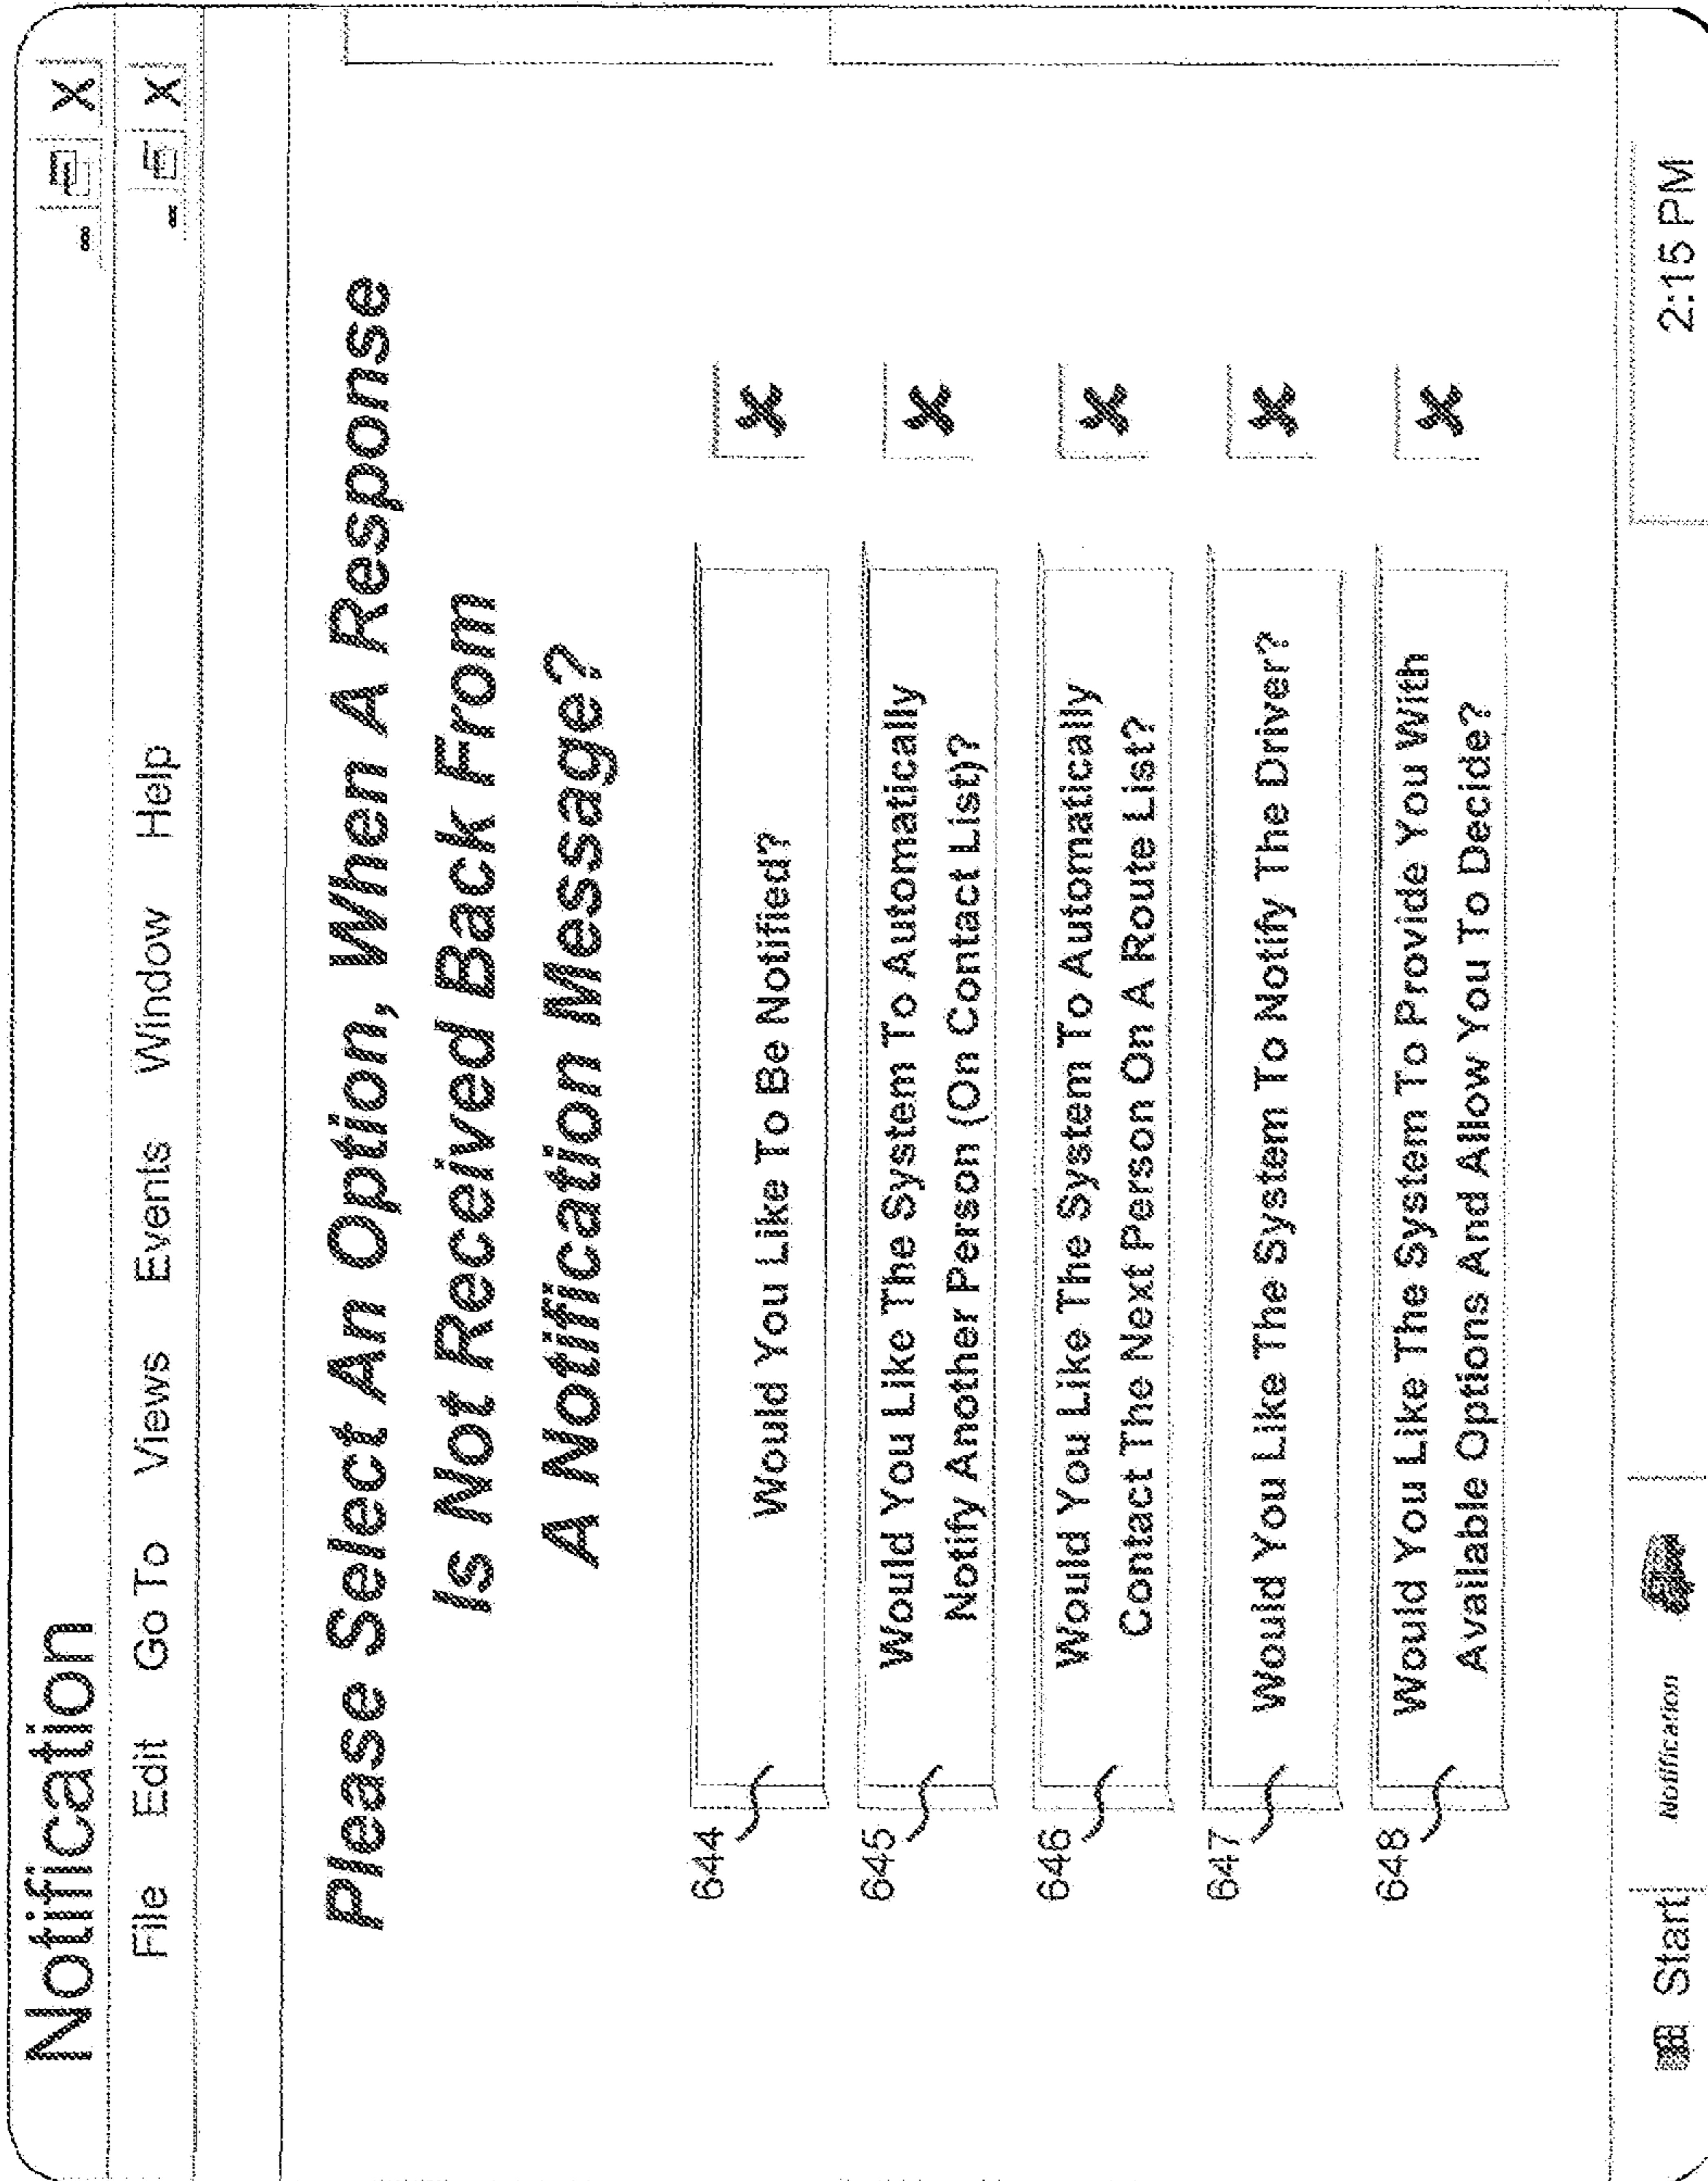 Notification
File Edit Go To Views Events Window Help
Please Select An Option, When A Response
Is Not Received Back From
A Notification Message?
644
Would You Like To Be Notified?
645
Would You Like The System To Automatically
Notify Another Person (On Contact List)?
646
Would You Like The System To Automatically
Contact The Next Person On A Route List?
647
Would You Like The System To Notify The Driver?
648
Would You Like The System To Provide You With
Available Options And Allow You To Decide?
Start Notification 2:15 PM